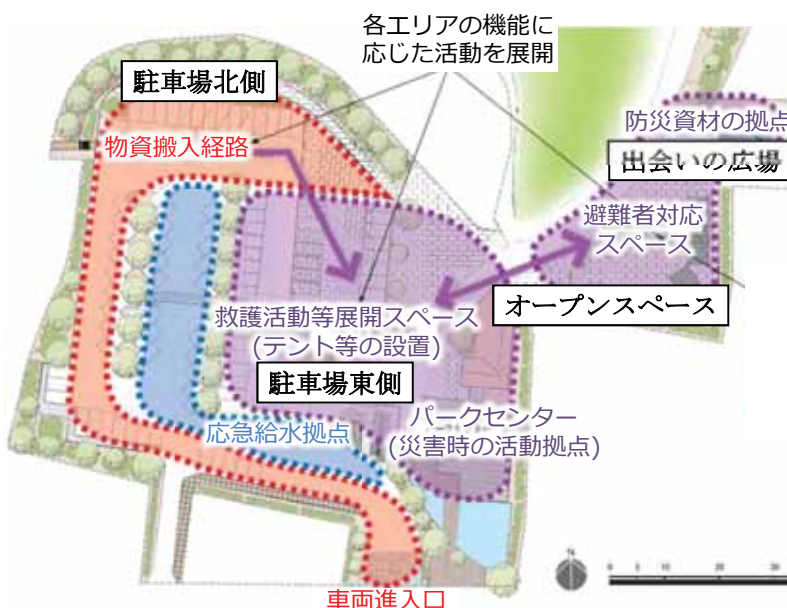 各エリアの機能に
応じた活動を展開
駐車場北側
防災資材の拠点
物資搬入経路
出会いの広場
避難者対応
スペース
オープンスペース
救護活動等展開スペース
(テント等の設置)
駐車場東側
パークセンター
(災害時の活動拠点)
応急給水拠点
N
0 5 10 20 30
車両進入口